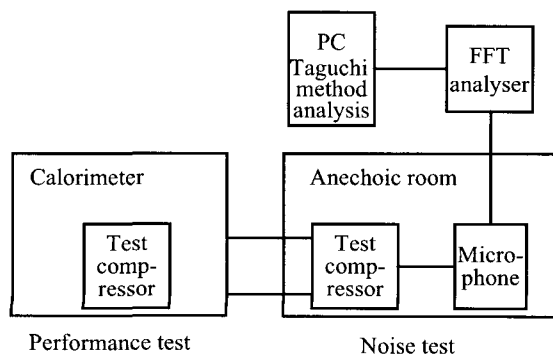 PC
Taguchi
method
analysis
FFT
analyser
Calorimeter
Anechoic room
Test
comp-
ressor
Test
comp-
ressor
Micro-
phone
Performance test
Noise test